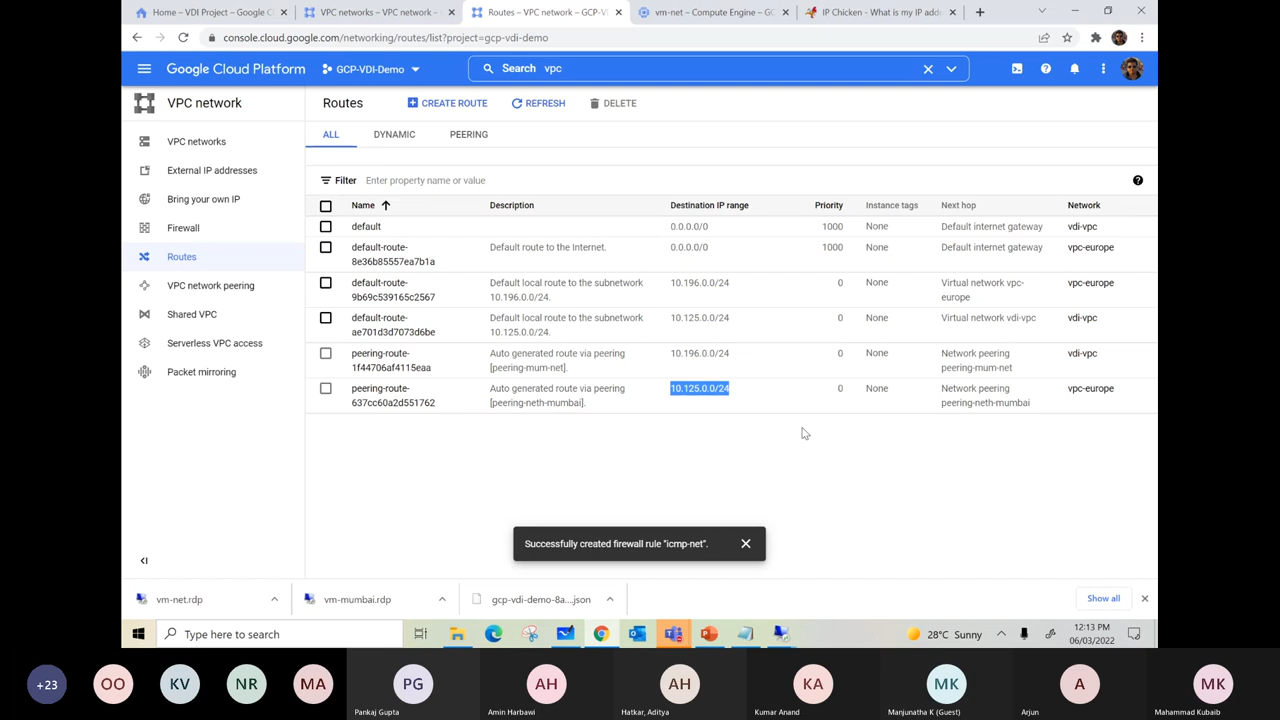 Home – VDI Project – Google C
VPC networks – VPC network –
Routes – VPC network – GCP-V
vm-net – Compute Engine – GC
IP Chicken - What is my IP add
console.cloud.google.com/networking/routes/list?project=gcp-vdi-demo
Google Cloud Platform
GCP-VDI-Demo
Search vpc
VPC network
Routes
CREATE ROUTE
REFRESH
DELETE
VPC networks
External IP addresses
Bring your own IP
Firewall
Routes
VPC network peering
Shared VPC
Serverless VPC access
Packet mirroring
ALL DYNAMIC PEERING
Filter Enter property name or value
Name Description Destination IP range Priority Instance tags Next hop Network
default 0.0.0.0/0 1000 None Default internet gateway vdi-vpc
default-route- Default route to the Internet. 0.0.0.0/0 1000 None Default internet gateway vpc-europe
8e36b85557ea7b1a
default-route- Default local route to the subnetwork 10.196.0.0/24 0 None Virtual network vpc- vpc-europe
9b69c539165c2567 10.196.0.0/24. europe
default-route- Default local route to the subnetwork 10.125.0.0/24 0 None Virtual network vdi-vpc vdi-vpc
ae701d3d7073d6be 10.125.0.0/24.
peering-route- Auto generated route via peering 10.196.0.0/24 0 None Network peering vdi-vpc
1f44706af4115eaa [peering-mum-net]. peering-mum-net
peering-route- Auto generated route via peering 10.125.0.0/24 0 None Network peering vpc-europe
637cc60a2d551762 [peering-neth-mumbai]. peering-neth-mumbai
Successfully created firewall rule "icmp-net".
vm-net.rdp
vm-mumbai.rdp
gcp-vdi-demo-8a....json
Show all
Type here to search
28°C Sunny
12:13 PM
06/03/2022
+23 OO KV NR MA PG AH AH KA MK A MK
Pankaj Gupta
Amin Harbawi
Hatkar, Aditya
Kumar Anand
Manjunatha K (Guest)
Arjun
Mahammad Kubaib